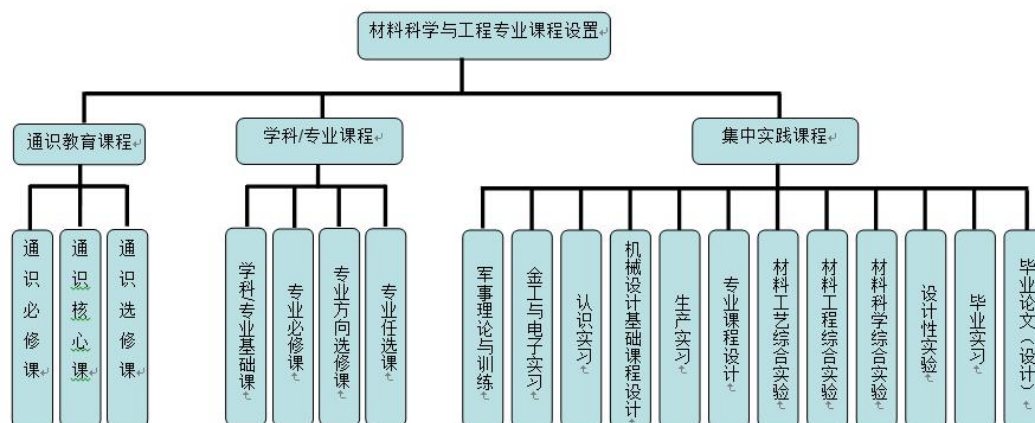 材料科学与工程专业课程设置
通识教育课程
学科/专业课程
集中实践课程
通识必修课
通识核心课
通识选修课
学科/专业基础课
专业必修课
专业方向选修课
专业任选课
军事理论与训练
金工与电子实习
认识实习
机械设计基础课程设计
生产实习
专业课程设计
材料工艺综合实验
材料工程综合实验
材料科学综合实验
设计性实验
毕业实习
毕业论文（设计）